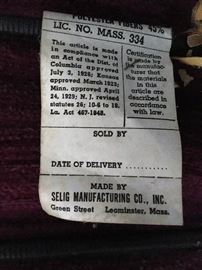 POLYESTER FIBERS 45%
LIC. NO. MASS. 334
This article is made
in compliance with
an Act of the Dist. of
Columbia approved
July 3, 1926; Kansas
approved March 1923;
Minn. approved April
24, 1929; N. J. revised
statutes 26; 10-6 to 18.
La. Act 467-1948.
Certification
is made by
the manufac-
turer that the
materials in
this article
are described
in accordance
with law.
SOLD BY
DATE OF DELIVERY
MADE BY
SELIG MANUFACTURING CO., INC.
Green Street Leominster, Mass.